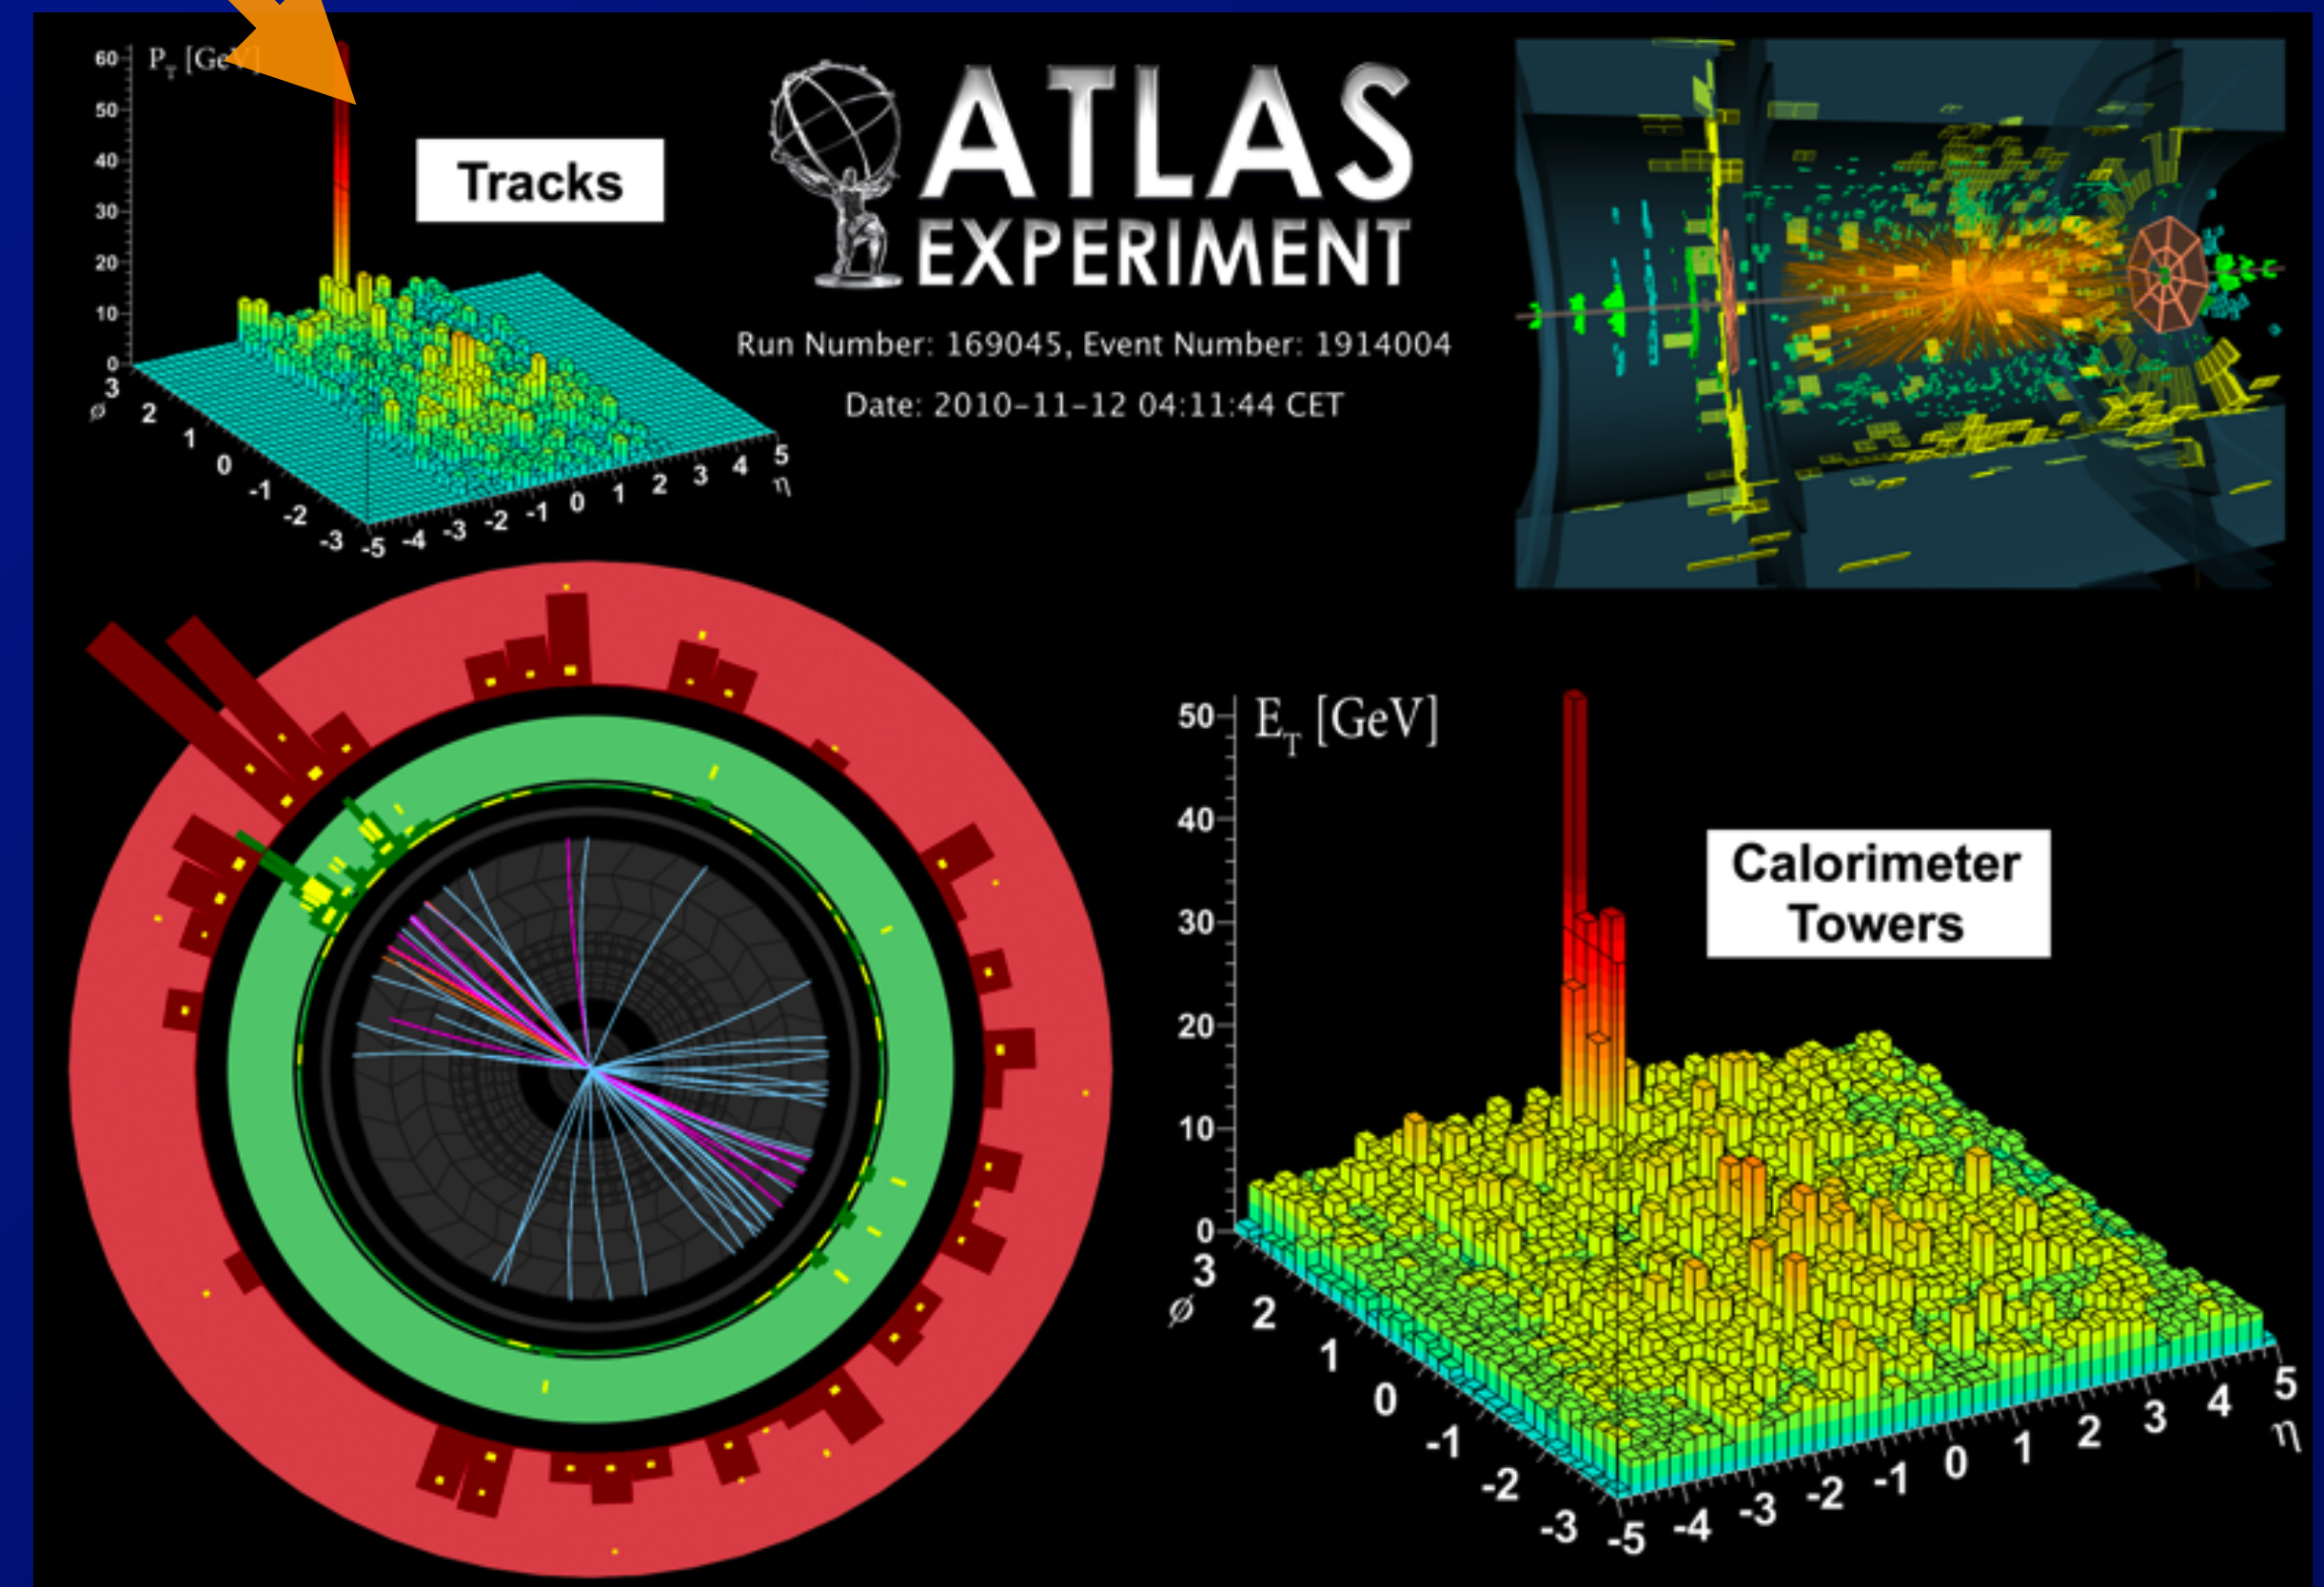 P_T [GeV]
60
50
40
30
20
10
0
3
2
1
0
-1
-2
-3
ø
-5 -4 -3 -2 -1 0 1 2 3 4 5
η
Tracks
ATLAS
EXPERIMENT
Run Number: 169045, Event Number: 1914004
Date: 2010-11-12 04:11:44 CET
E_T [GeV]
50
40
30
20
10
0
3
2
1
0
-1
-2
-3
ø
-5 -4 -3 -2 -1 0 1 2 3 4 5
η
Calorimeter
Towers